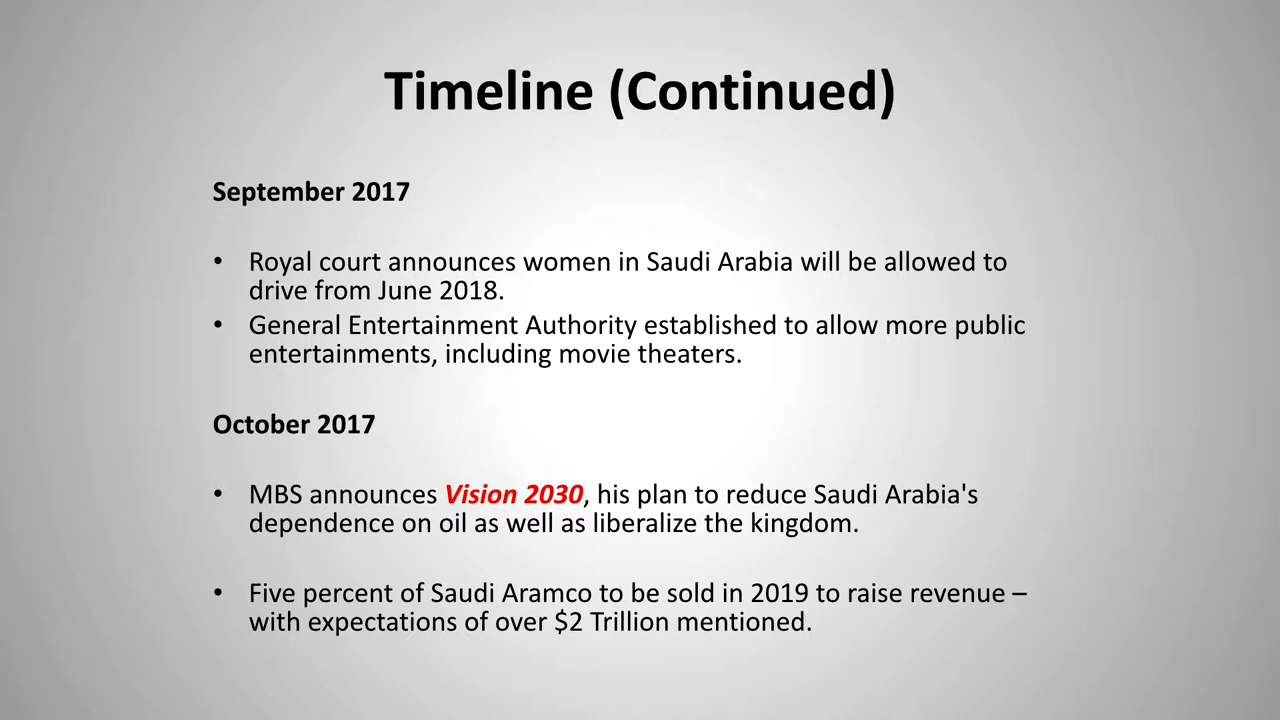 Timeline (Continued)
September 2017
• Royal court announces women in Saudi Arabia will be allowed to
drive from June 2018.
• General Entertainment Authority established to allow more public
entertainments, including movie theaters.
October 2017
• MBS announces Vision 2030, his plan to reduce Saudi Arabia's
dependence on oil as well as liberalize the kingdom.
• Five percent of Saudi Aramco to be sold in 2019 to raise revenue –
with expectations of over $2 Trillion mentioned.